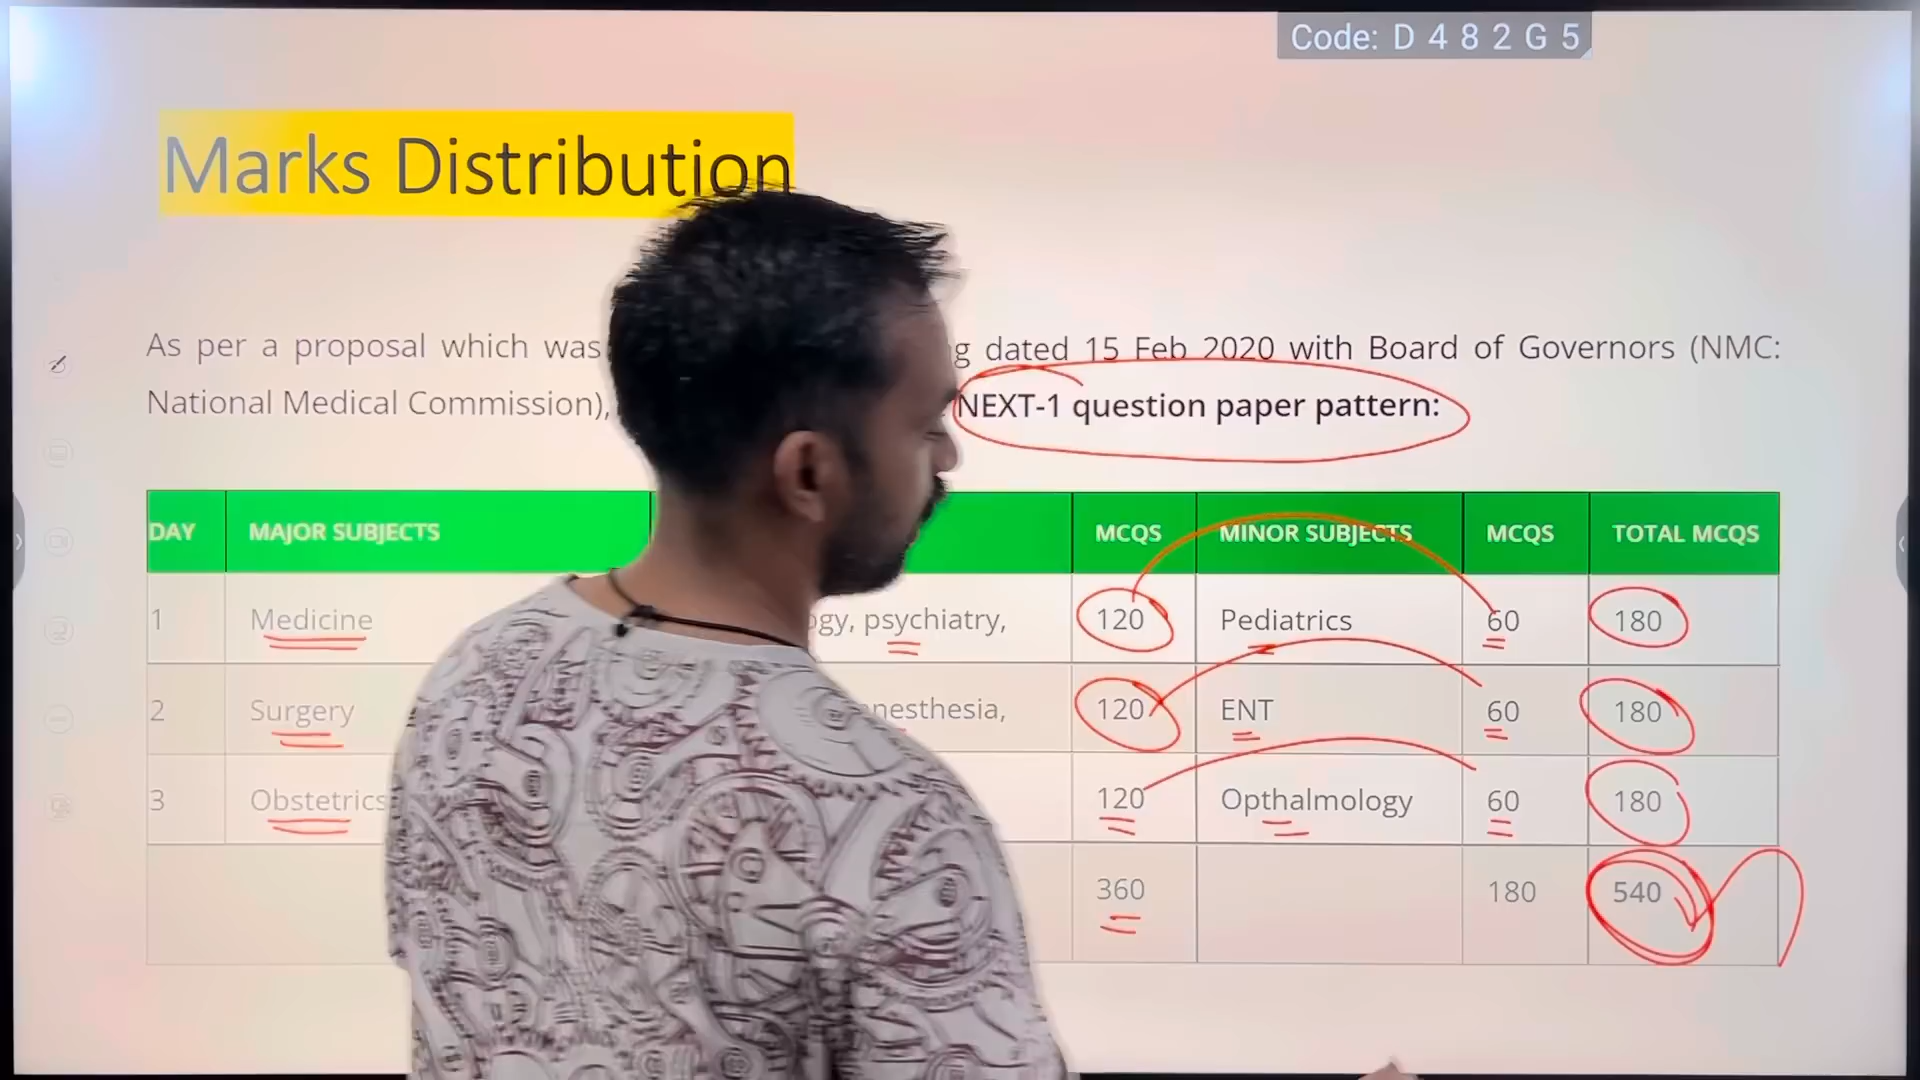 Code: D 4 8 2 G 5
Marks Distribution
As per a proposal which was dated 15 Feb 2020 with Board of Governors (NMC:
National Medical Commission), NEXT-1 question paper pattern:
DAY MAJOR SUBJECTS MCQS MINOR SUBJECTS MCQS TOTAL MCQS
1 Medicine psychiatry, 120 Pediatrics 60 180
2 Surgery 120 ENT 60 180
3 Obstetrics 120 Opthalmology 60 180
360 180 540